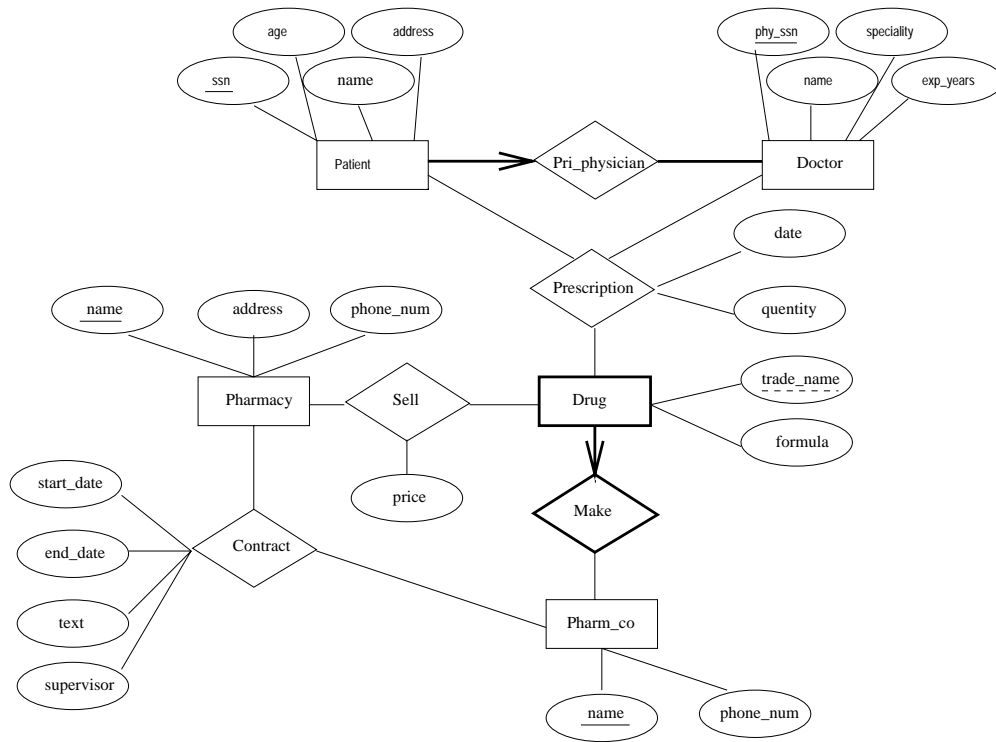 age
address
phy_ssn
speciality
ssn
name
name
exp_years
Patient
Pri_physician
Doctor
date
Prescription
name
address
phone_num
quentity
Pharmacy
Sell
Drug
trade_name
formula
start_date
price
Make
Contract
end_date
text
Pharm_co
supervisor
name
phone_num